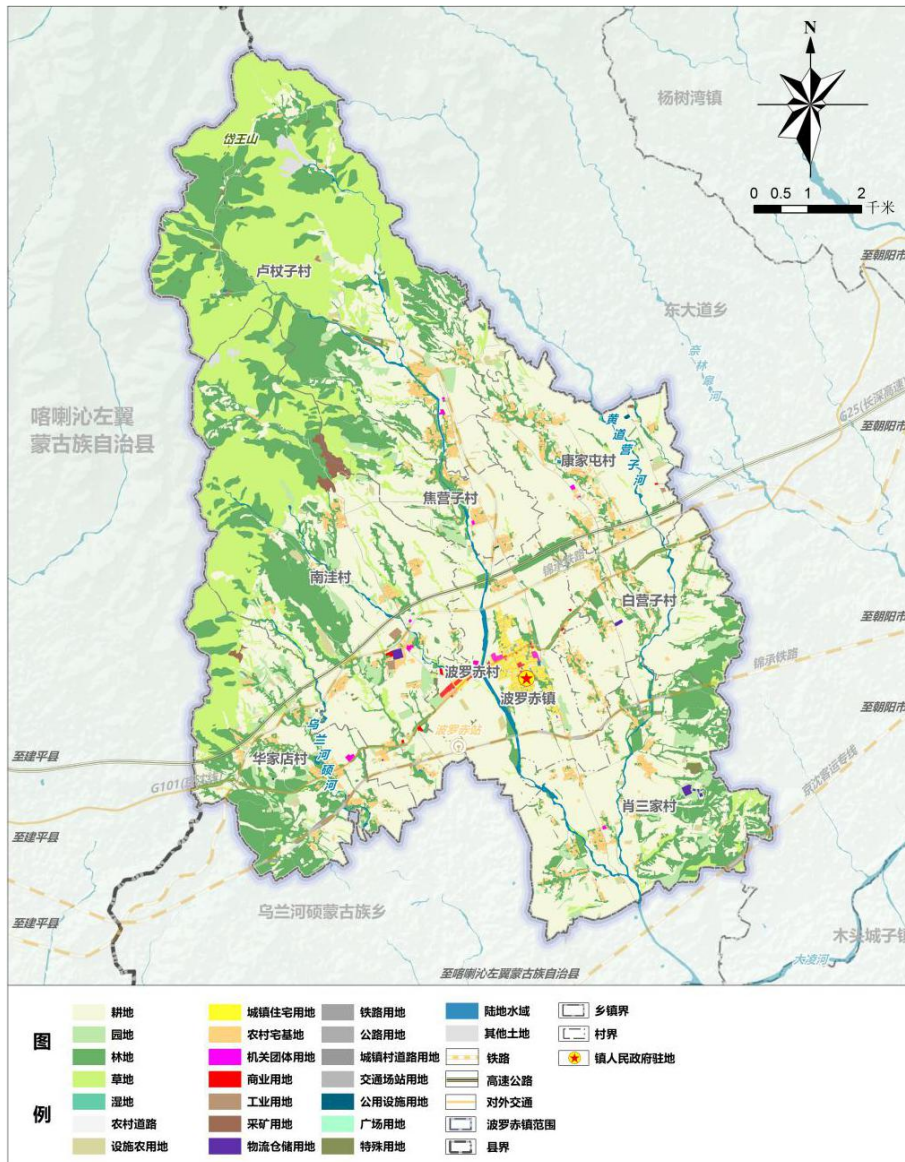 N
杨树湾镇
岱王山
0 0.5 1 2
千米
至朝阳市
卢杖子村
东大道乡
奈林皋河
G25(长深高速)
至朝阳市
喀喇沁左翼
蒙古族自治县
黄道营子河
康家屯村
焦营子村
锦承铁路
南洼村
白营子村
至朝阳市
锦承铁路
波罗赤村
波罗赤镇
至朝阳市
波罗赤站
乌兰河硕河
至建平县
华家店村
京沈客运专线
肖三家村
至建平县
乌兰河硕蒙古族乡
至建平县
木头城子镇
大凌河
至喀喇沁左翼蒙古族自治县
图例
耕地
园地
林地
草地
湿地
农村道路
设施农用地
城镇住宅用地
农村宅基地
机关团体用地
商业用地
工业用地
采矿用地
物流仓储用地
铁路用地
公路用地
城镇村道路用地
交通场站用地
公用设施用地
广场用地
特殊用地
陆地水域
其他土地
铁路
高速公路
对外交通
波罗赤镇范围
县界
乡镇界
村界
镇人民政府驻地